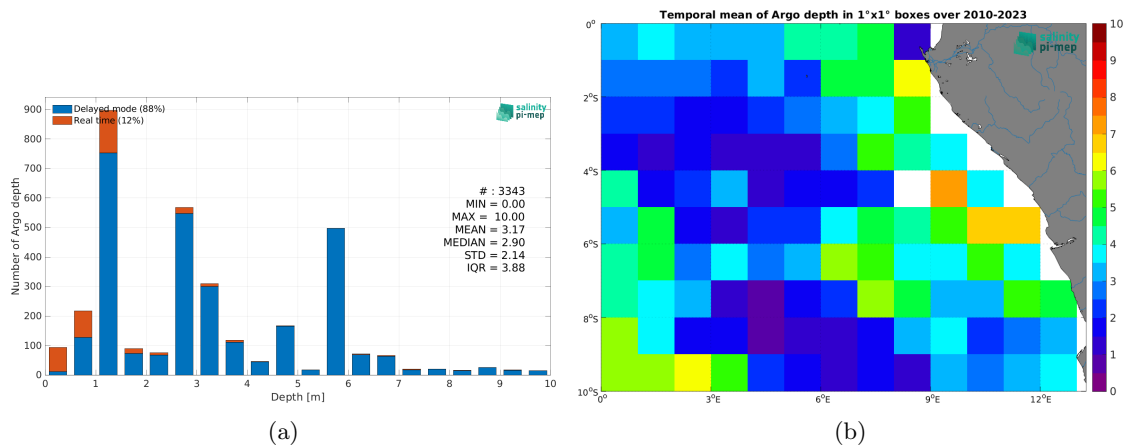 Delayed mode (88%)
Real time (12%)
salinity
pi-mep
900
800
700
600
500
400
300
200
100
0
Number of Argo depth
# : 3343
MIN = 0.00
MAX = 10.00
MEAN = 3.17
MEDIAN = 2.90
STD = 2.14
IQR = 3.88
0 1 2 3 4 5 6 7 8 9 10
Depth [m]
(a)
Temporal mean of Argo depth in 1°x1° boxes over 2010-2023
salinity
pi-mep
0°
2°S
4°S
6°S
8°S
10°S
0° 3°E 6°E 9°E 12°E
10
9
8
7
6
5
4
3
2
1
0
(b)